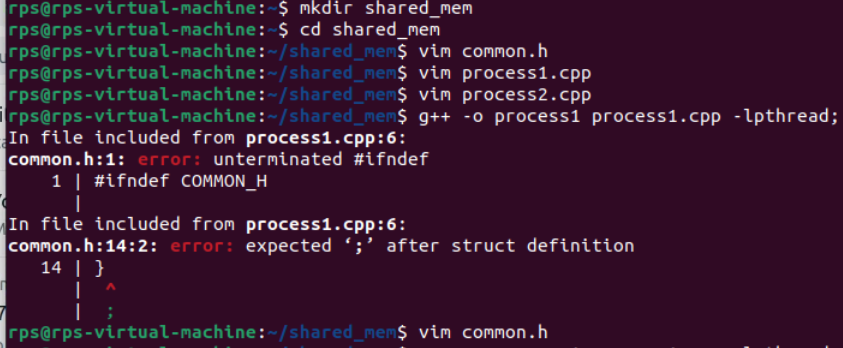 rps@rps-virtual-machine:~$ mkdir shared_mem
rps@rps-virtual-machine:~$ cd shared_mem
rps@rps-virtual-machine:~/shared_mem$ vim common.h
rps@rps-virtual-machine:~/shared_mem$ vim process1.cpp
rps@rps-virtual-machine:~/shared_mem$ vim process2.cpp
rps@rps-virtual-machine:~/shared_mem$ g++ -o process1 process1.cpp -lpthread;
In file included from process1.cpp:6:
common.h:1: error: unterminated #ifndef
    1 | #ifndef COMMON_H
      |
In file included from process1.cpp:6:
common.h:14:2: error: expected ‘;’ after struct definition
   14 | }
      |  ^
      |  ;
rps@rps-virtual-machine:~/shared_mem$ vim common.h